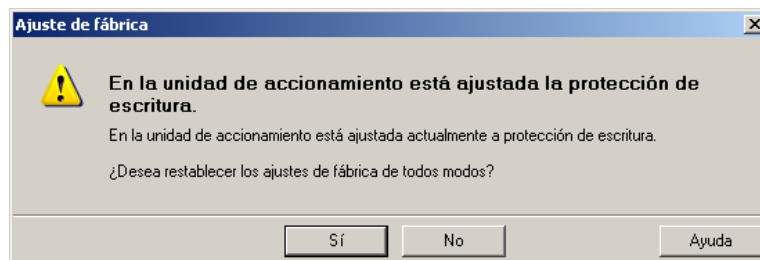 Ajuste de fábrica
En la unidad de accionamiento está ajustada la protección de
escritura.
En la unidad de accionamiento está ajustada actualmente a protección de escritura.
¿Desea restablecer los ajustes de fábrica de todos modos?
Sí
No
Ayuda